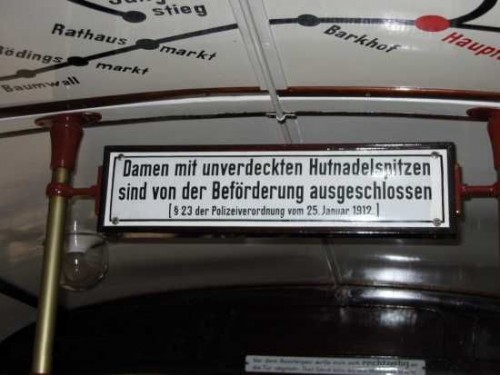 stieg
Rathaus
markt
Rödings
markt
Baumwall
Barkhof
Damen mit unverdeckten Hutnadelspitzen
sind von der Beförderung ausgeschlossen
[ § 23 der Polizeiverordnung vom 25. Januar 1912. ]